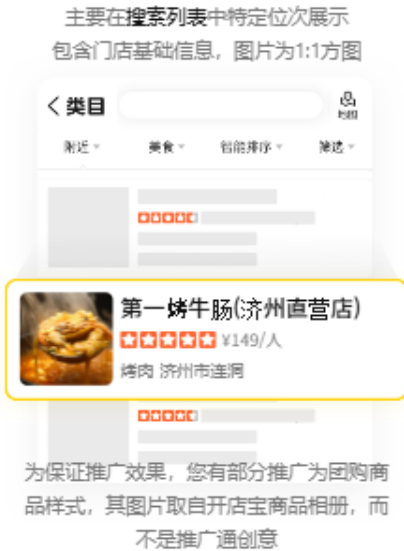 主要在搜索列表中特定位次展示
包含门店基础信息，图片为1:1方图
类目
地图
附近 美食 智能排序 筛选
第一烤牛肠(济州直营店)
¥149/人
烤肉 济州市连洞
为保证推广效果，您有部分推广为团购商
品样式，其图片取自开店宝商品相册，而
不是推广通创意